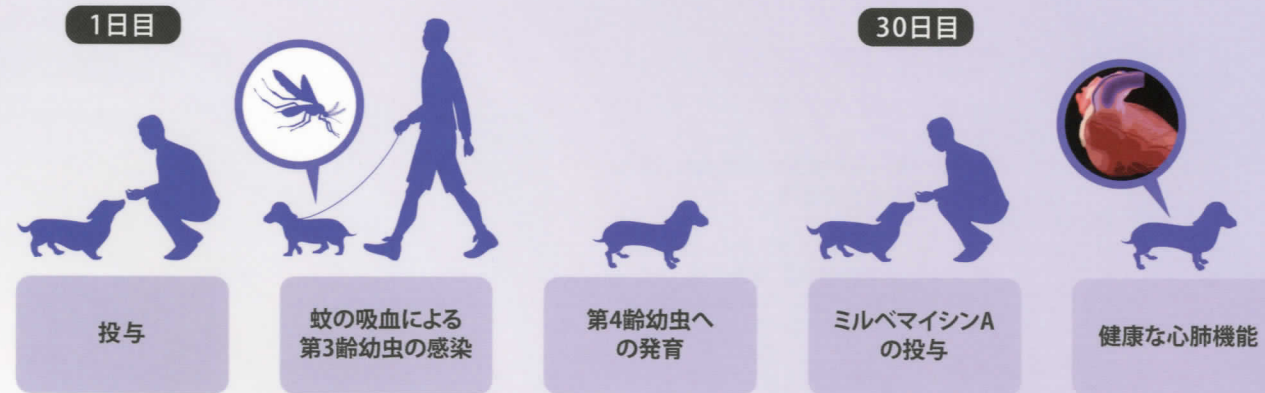 1日目
30日目
投与
蚊の吸血による
第3齢幼虫の感染
第4齢幼虫へ
の発育
ミルベマイシンA
の投与
健康な心肺機能